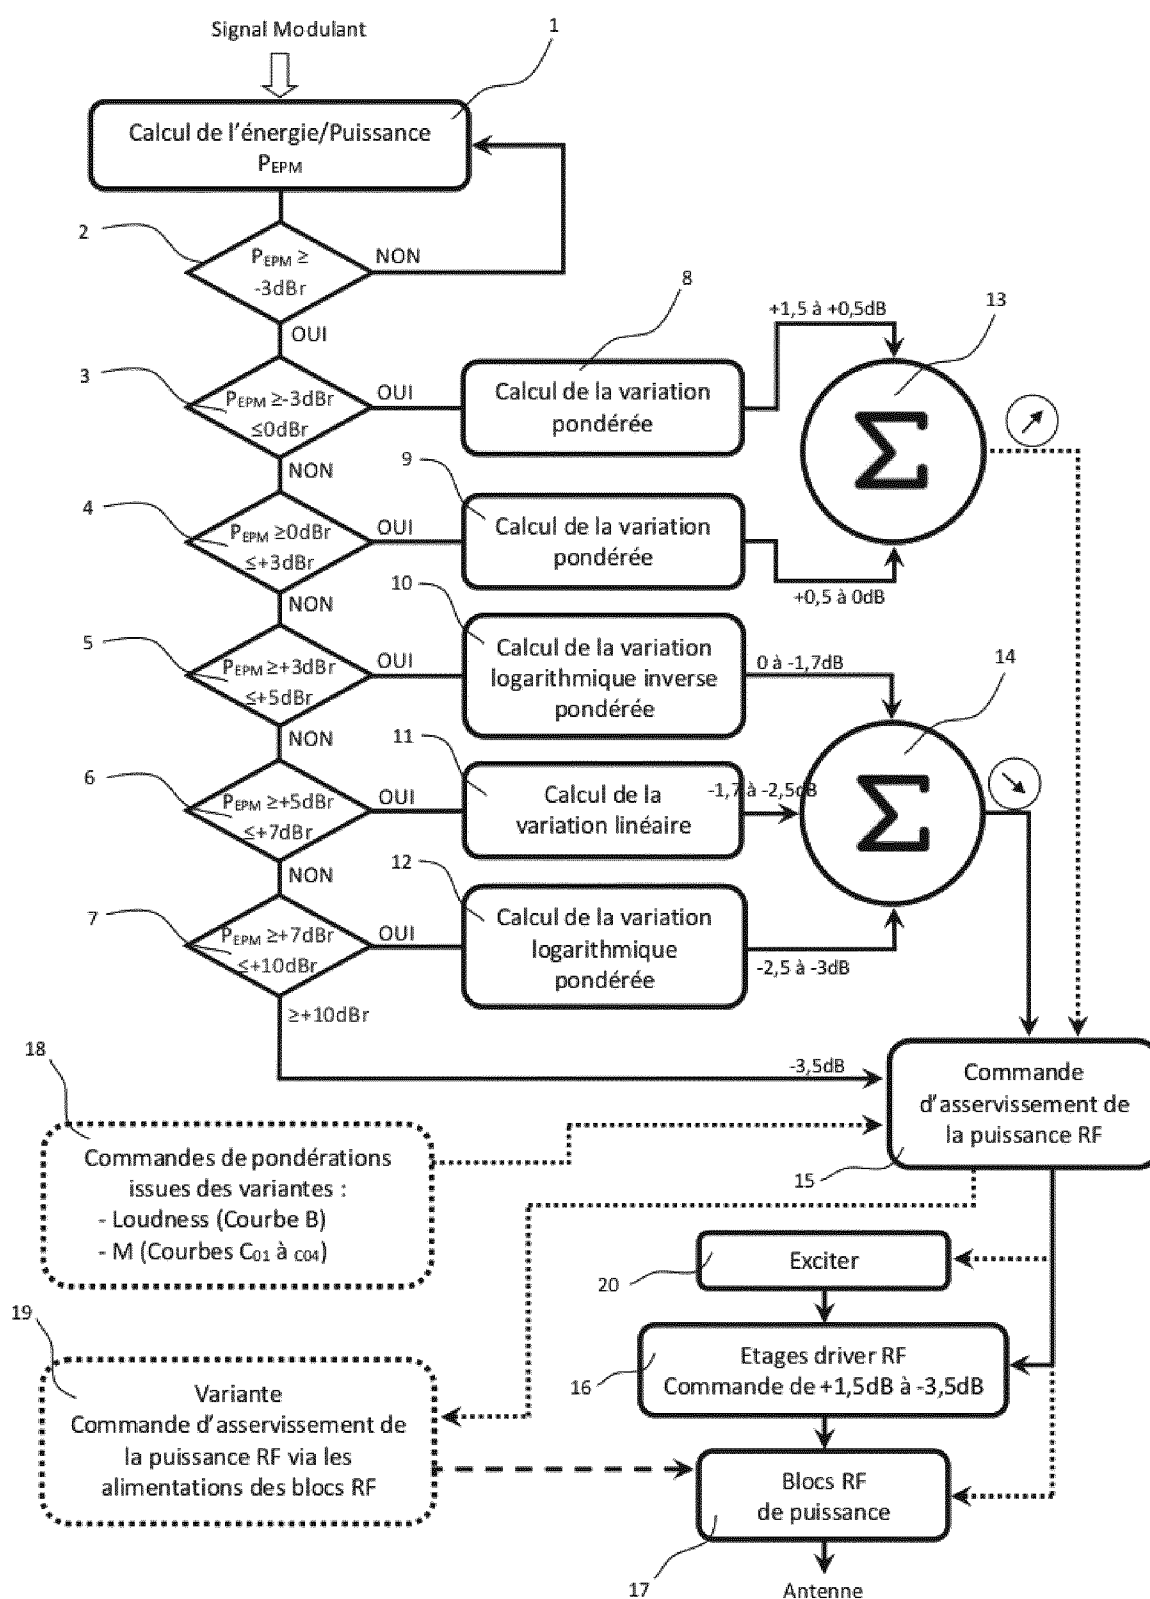 Signal Modulant
1
Calcul de l'énergie/Puissance
PEPM
2
PEPM ≥
-3dBr
NON
OUI
3
PEPM ≥-3dBr
≤0dBr
OUI
NON
8
Calcul de la variation
pondérée
+1,5 à +0,5dB
13
Σ
4
PEPM ≥0dBr
≤+3dBr
OUI
NON
9
Calcul de la variation
pondérée
+0,5 à 0dB
5
PEPM ≥+3dBr
≤+5dBr
OUI
NON
10
Calcul de la variation
logarithmique inverse
pondérée
0 à -1,7dB
14
Σ
6
PEPM ≥+5dBr
≤+7dBr
OUI
NON
11
Calcul de la
variation linéaire
-1,7 à -2,5dB
7
PEPM ≥+7dBr
≤+10dBr
OUI
≥+10dBr
12
Calcul de la variation
logarithmique
pondérée
-2,5 à -3dB
-3,5dB
Commande
d'asservissement de
la puissance RF
15
18
Commandes de pondérations
issues des variantes :
- Loudness (Courbe B)
- M (Courbes C01 à C04)
Exciter
20
19
Variante
Commande d'asservissement de
la puissance RF via les
alimentations des blocs RF
Etages driver RF
Commande de +1,5dB à -3,5dB
16
Blocs RF
de puissance
17
Antenne